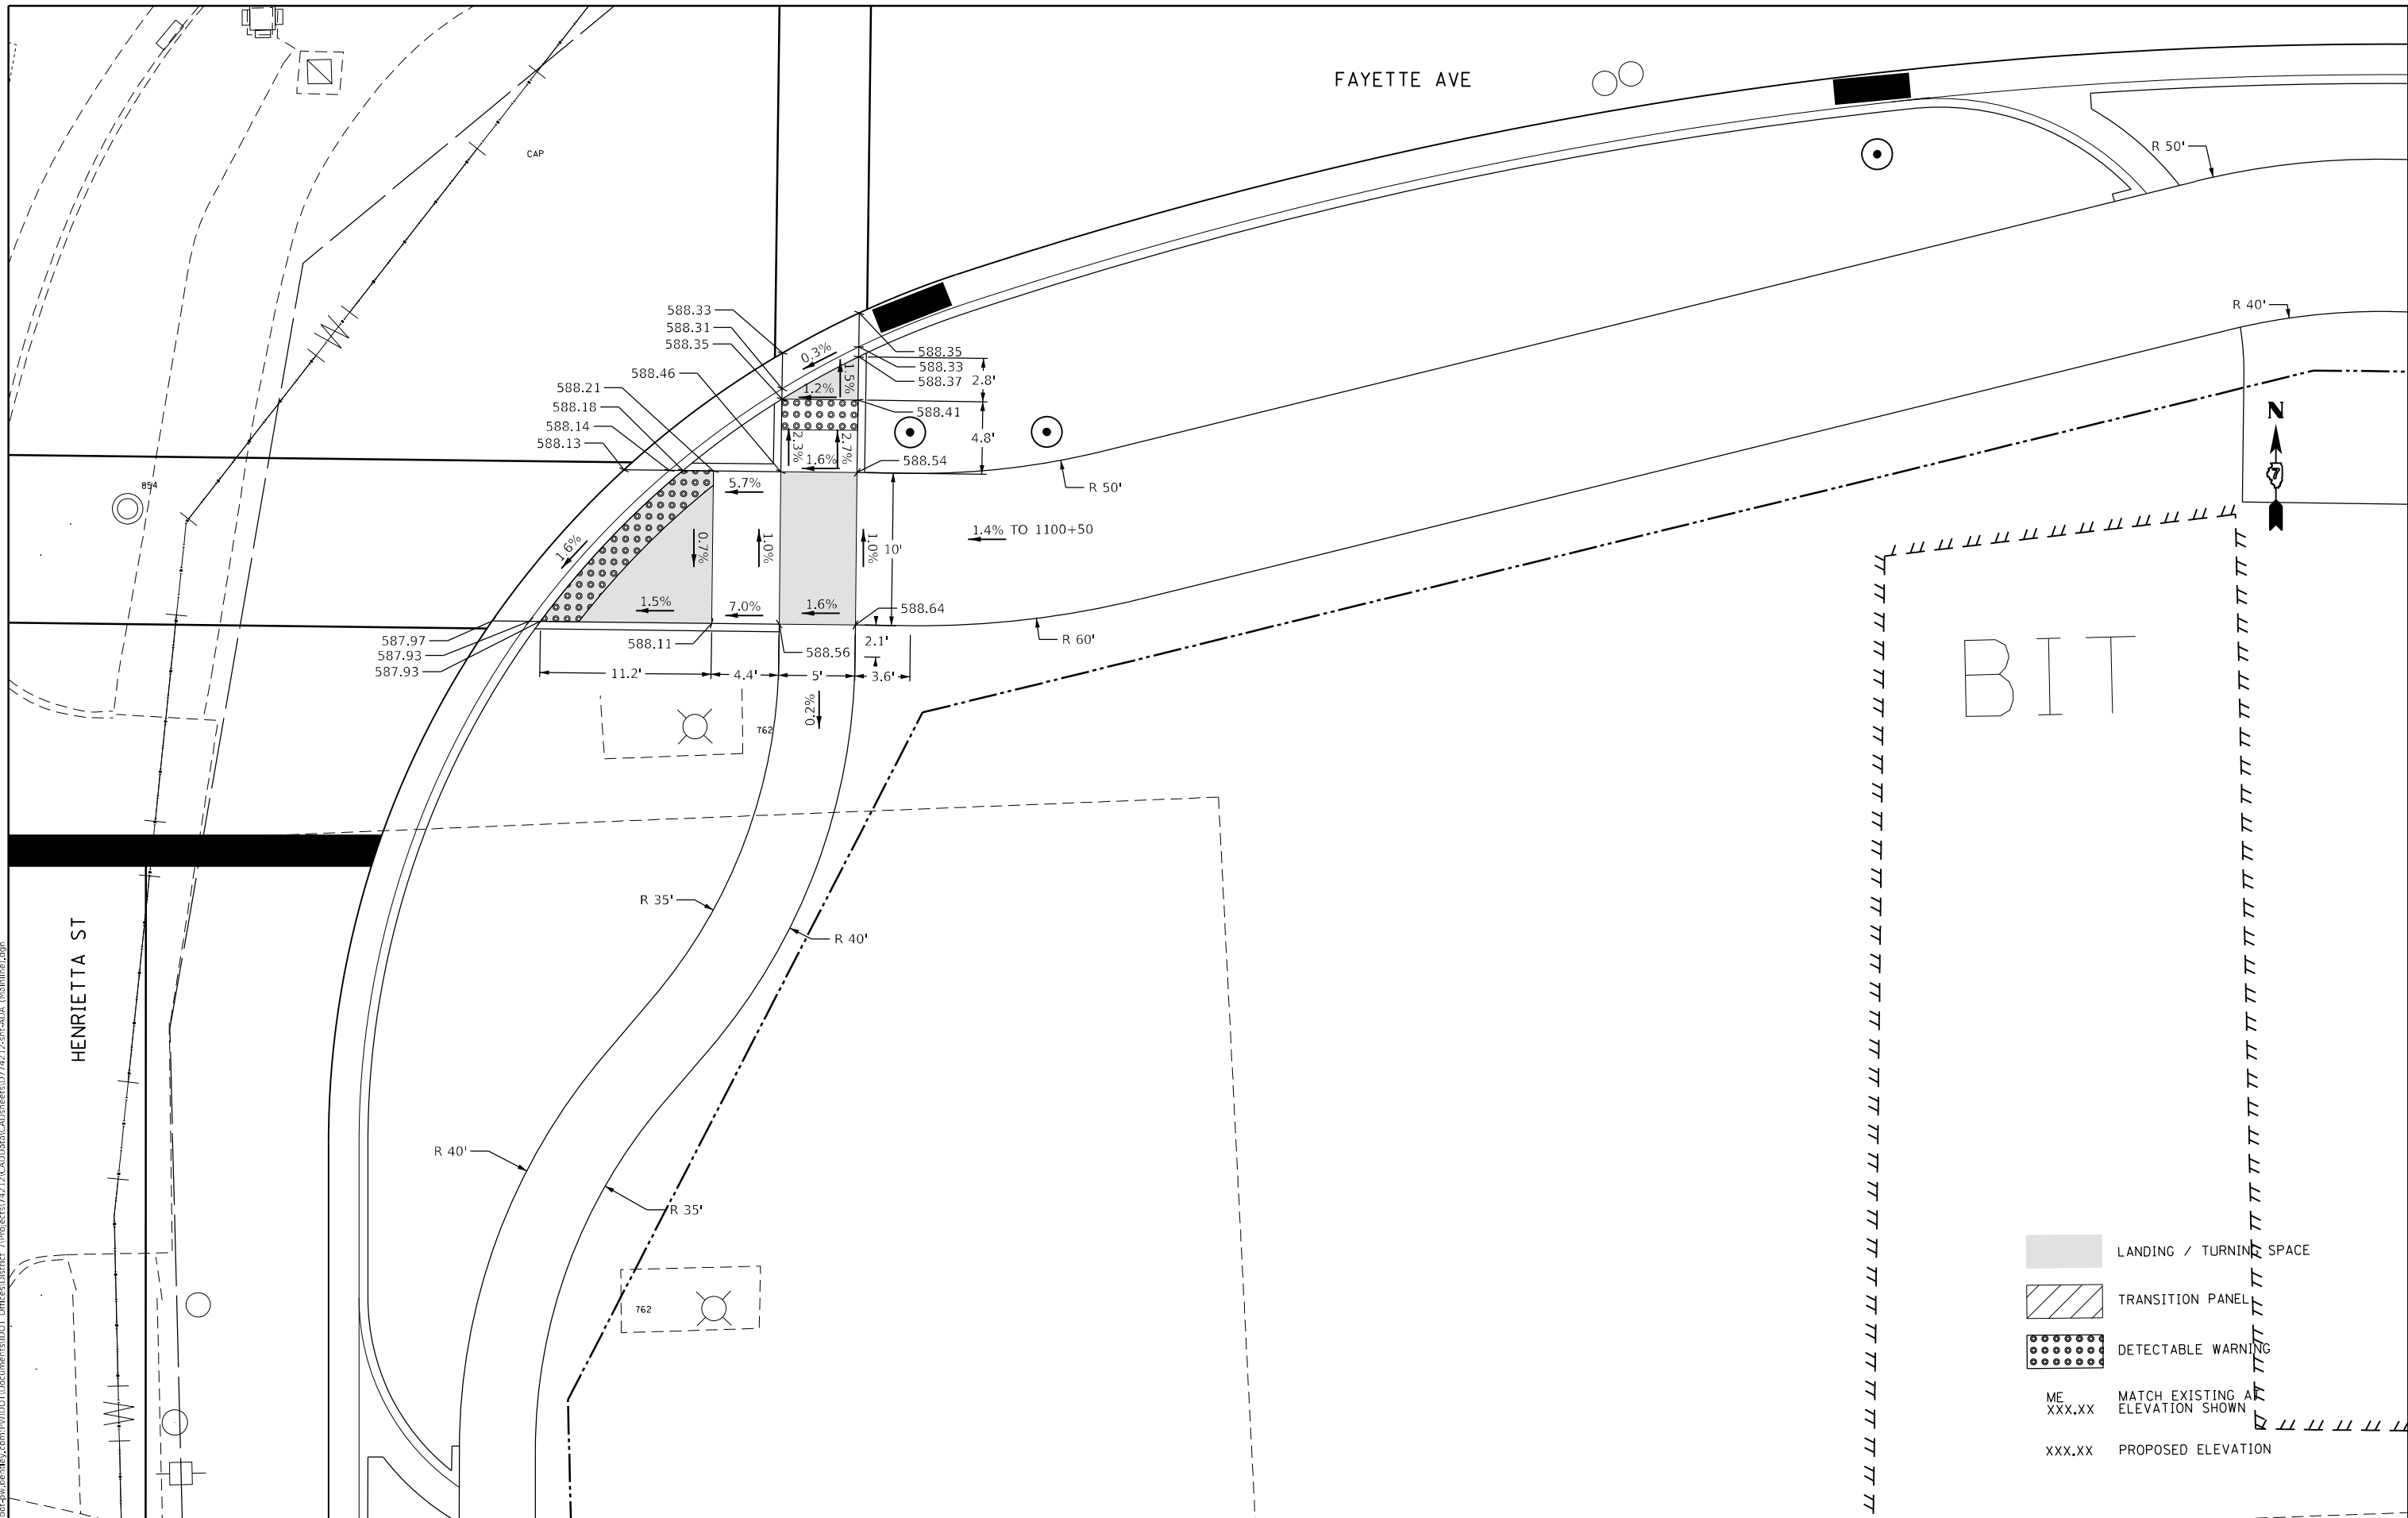 FAYETTE AVE
CAP
R 50'
R 40'
588.33
588.31
588.35
588.46
588.21
588.18
588.14
588.13
0.3%
1.5%
1.2%
588.35
588.33
588.37
2.8'
588.41
4.8'
2.3%
2.7%
1.6%
588.54
N
7
854
5.7%
R 50'
1.4% TO 1100+50
1.6%
0.7%
1.0%
1.0%
10'
1.5%
7.0%
1.6%
588.64
587.97
587.93
587.93
588.11
588.56
2.1'
R 60'
11.2'
4.4'
5'
3.6'
0.2%
762
BIT
R 35'
R 40'
HENRIETTA ST
R 40'
R 35'
762
LANDING / TURNING SPACE
TRANSITION PANEL
DETECTABLE WARNING
ME
XXX.XX
MATCH EXISTING AT
ELEVATION SHOWN
XXX.XX PROPOSED ELEVATION